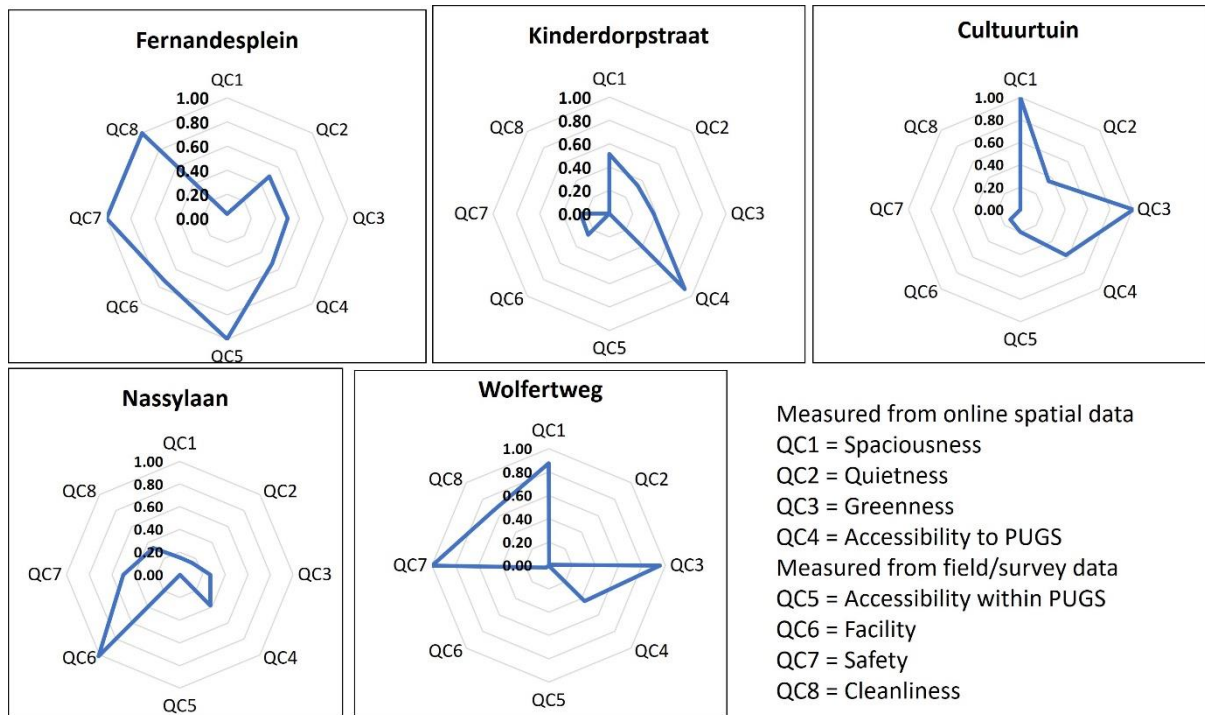 Fernandesplein
QC1
1.00
QC8
0.80
QC2
0.60
0.40
0.20
QC7
0.00
QC3
QC6
QC4
QC5
Kinderdorpstraat
QC1
1.00
QC8
0.80
QC2
0.60
0.40
0.20
QC7
0.00
QC3
QC6
QC4
QC5
Cultuurtuin
QC1
1.00
QC8
0.80
QC2
0.60
0.40
0.20
QC7
0.00
QC3
QC6
QC4
QC5
Nassylaan
QC1
1.00
QC8
0.80
QC2
0.60
0.40
0.20
QC7
0.00
QC3
QC6
QC4
QC5
Wolfertweg
QC1
1.00
QC8
0.80
QC2
0.60
0.40
0.20
QC7
0.00
QC3
QC6
QC4
QC5
Measured from online spatial data
QC1 = Spaciousness
QC2 = Quietness
QC3 = Greenness
QC4 = Accessibility to PUGS
Measured from field/survey data
QC5 = Accessibility within PUGS
QC6 = Facility
QC7 = Safety
QC8 = Cleanliness